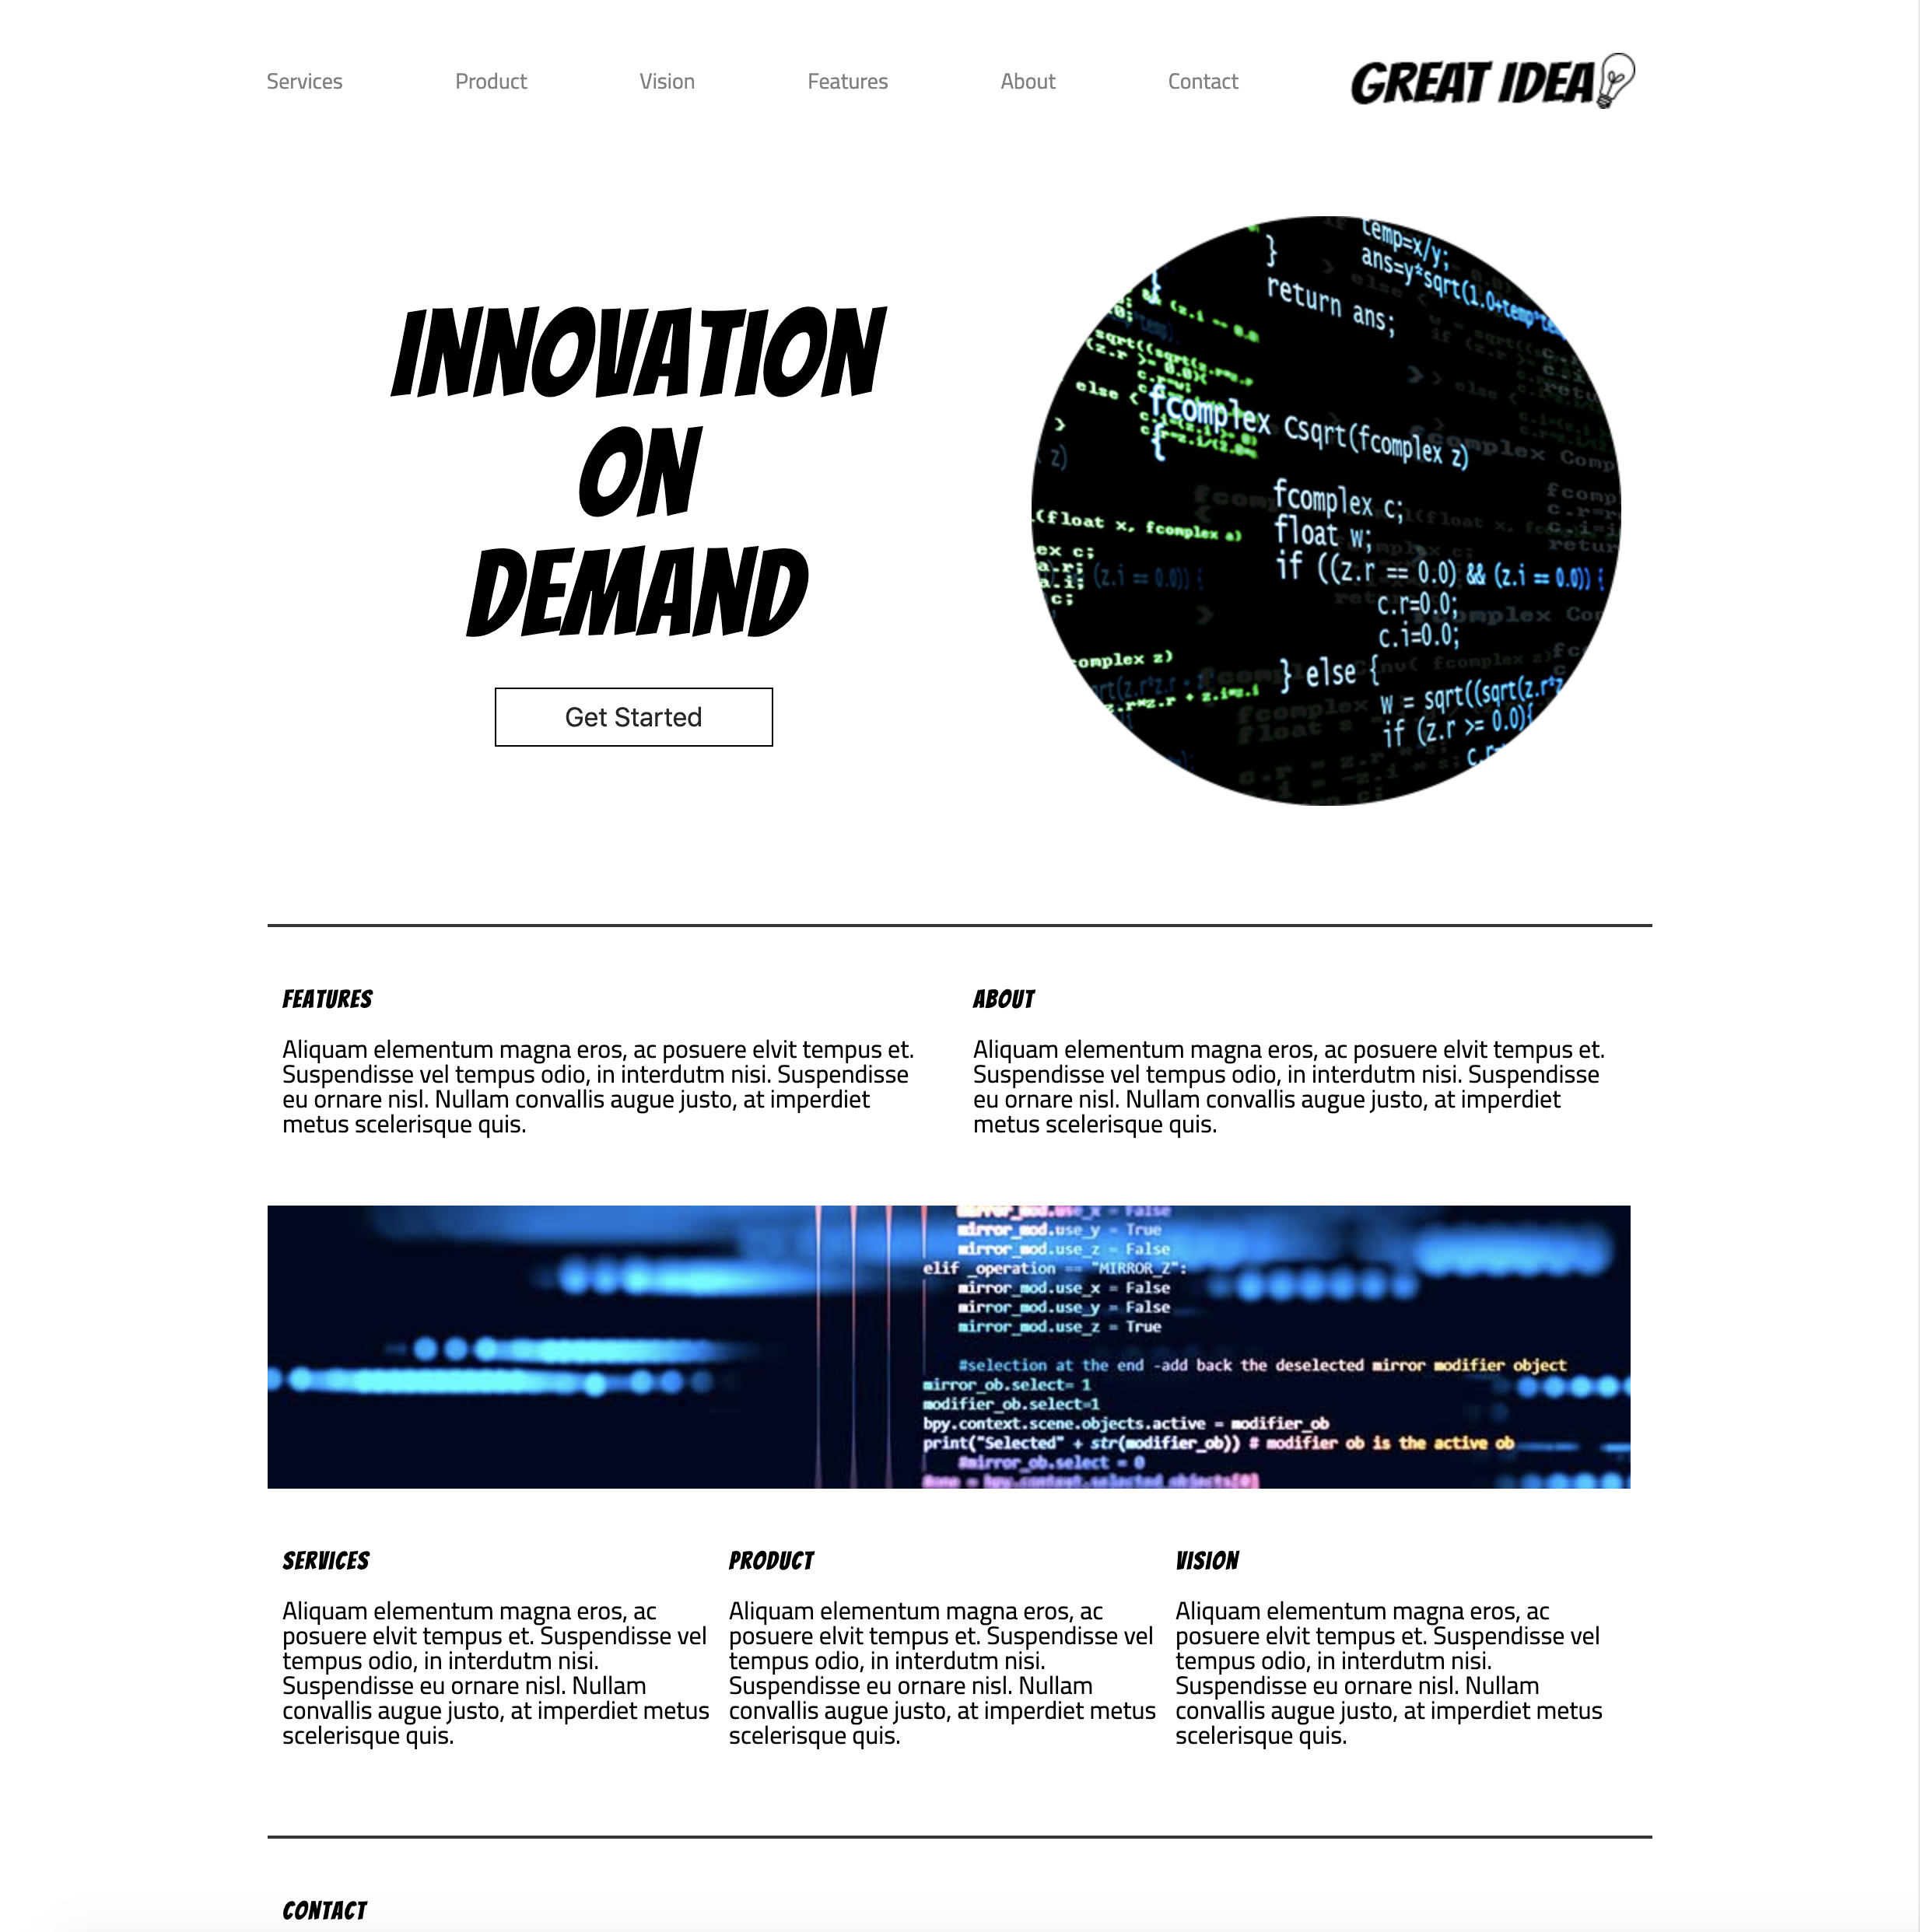 Services Product Vision Features About Contact GREAT IDEA
INNOVATION
ON
DEMAND
Get Started
temp=x/y;
}
return ans;
fcomplex Csqrt(fcomplex z)
{
fcomplex c;
float w;
if ((z.r == 0.0) && (z.i == 0.0)) {
c.r=0.0;
c.i=0.0;
} else {
if (z.r >= 0.0){
FEATURES
Aliquam elementum magna eros, ac posuere elvit tempus et.
Suspendisse vel tempus odio, in interdutm nisi. Suspendisse
eu ornare nisl. Nullam convallis augue justo, at imperdiet
metus scelerisque quis.
ABOUT
Aliquam elementum magna eros, ac posuere elvit tempus et.
Suspendisse vel tempus odio, in interdutm nisi. Suspendisse
eu ornare nisl. Nullam convallis augue justo, at imperdiet
metus scelerisque quis.
mirror_mod.use_x = False
mirror_mod.use_y = True
mirror_mod.use_z = False
elif _operation == "MIRROR_Z":
mirror_mod.use_x = False
mirror_mod.use_y = False
mirror_mod.use_z = True
#selection at the end -add back the deselected mirror modifier object
mirror_ob.select= 1
modifier_ob.select=1
bpy.context.scene.objects.active = modifier_ob
print("Selected" + str(modifier_ob)) # modifier ob is the active ob
#mirror_ob.select = 0
SERVICES
Aliquam elementum magna eros, ac
posuere elvit tempus et. Suspendisse vel
tempus odio, in interdutm nisi.
Suspendisse eu ornare nisl. Nullam
convallis augue justo, at imperdiet metus
scelerisque quis.
PRODUCT
Aliquam elementum magna eros, ac
posuere elvit tempus et. Suspendisse vel
tempus odio, in interdutm nisi.
Suspendisse eu ornare nisl. Nullam
convallis augue justo, at imperdiet metus
scelerisque quis.
VISION
Aliquam elementum magna eros, ac
posuere elvit tempus et. Suspendisse vel
tempus odio, in interdutm nisi.
Suspendisse eu ornare nisl. Nullam
convallis augue justo, at imperdiet metus
scelerisque quis.
CONTACT